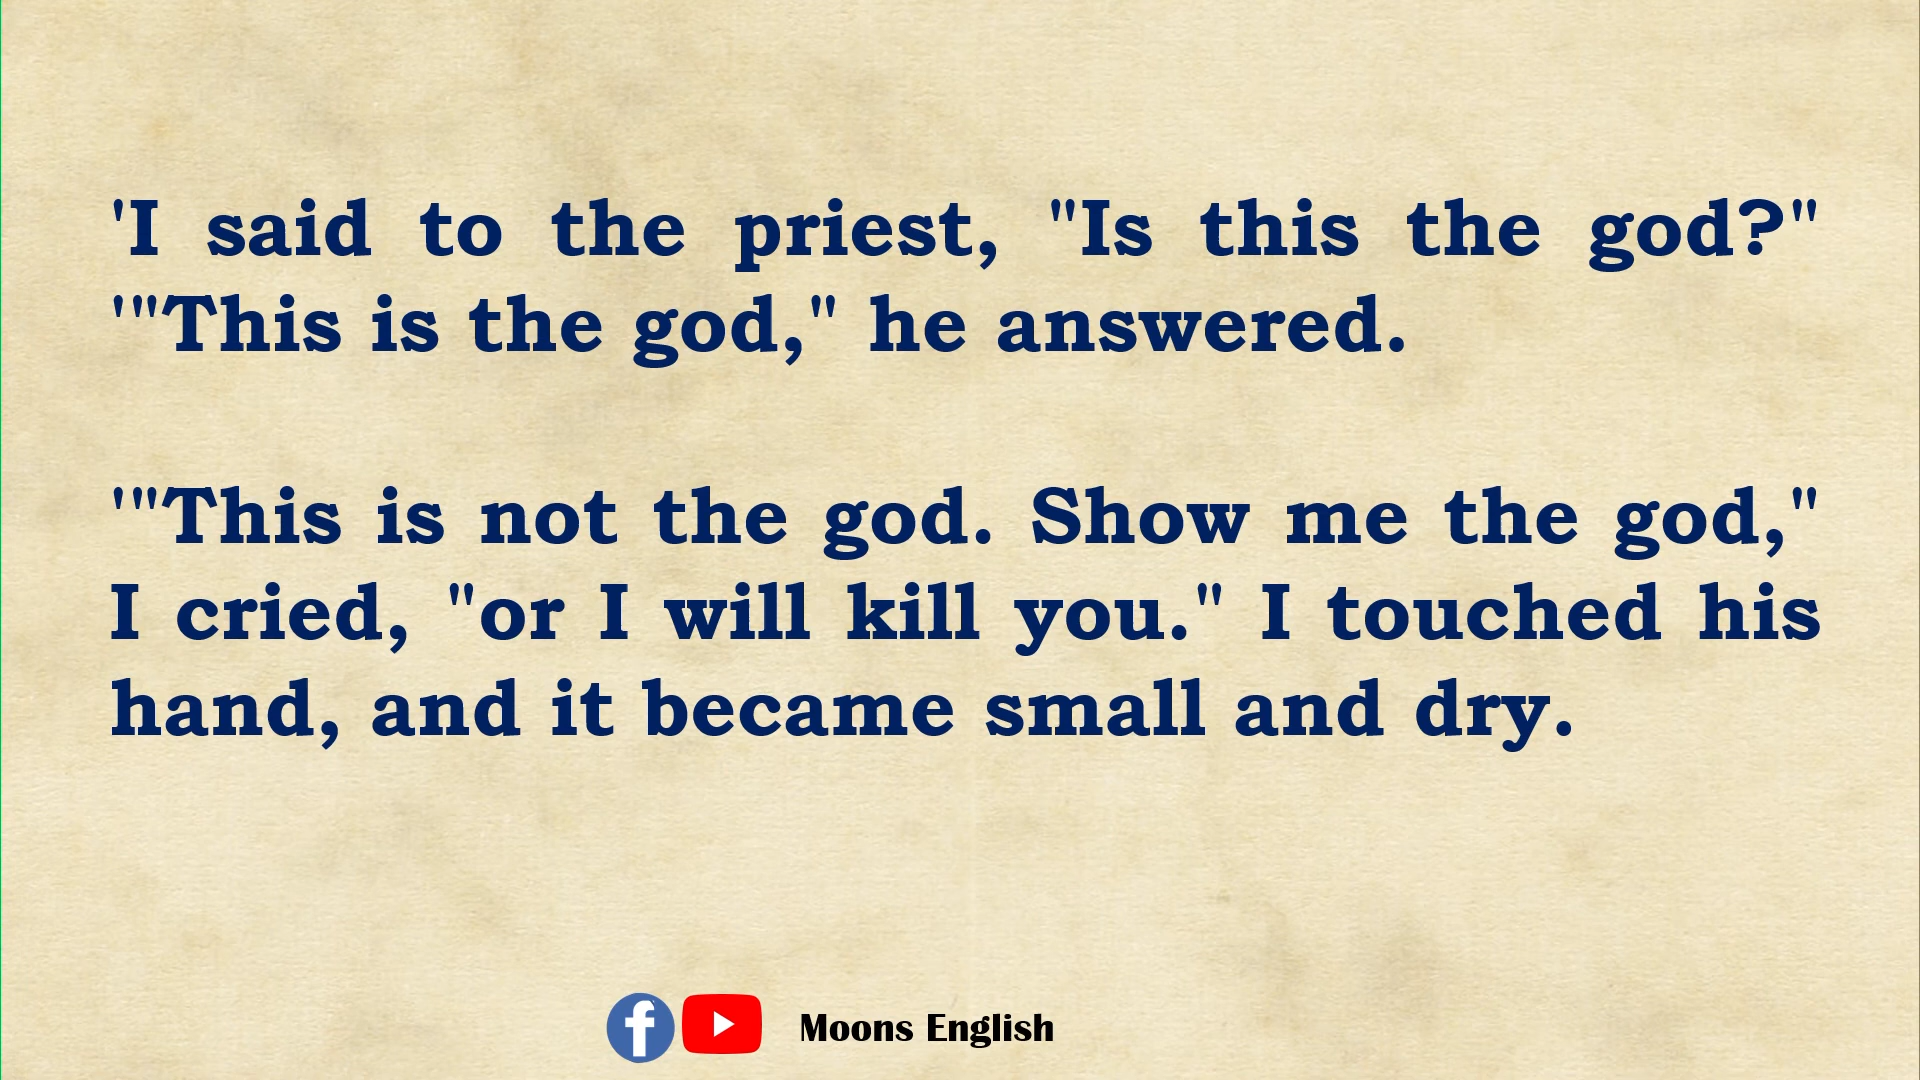 'I said to the priest, "Is this the god?"
'"This is the god," he answered.
'"This is not the god. Show me the god,"
I cried, "or I will kill you." I touched his
hand, and it became small and dry.
Moons English